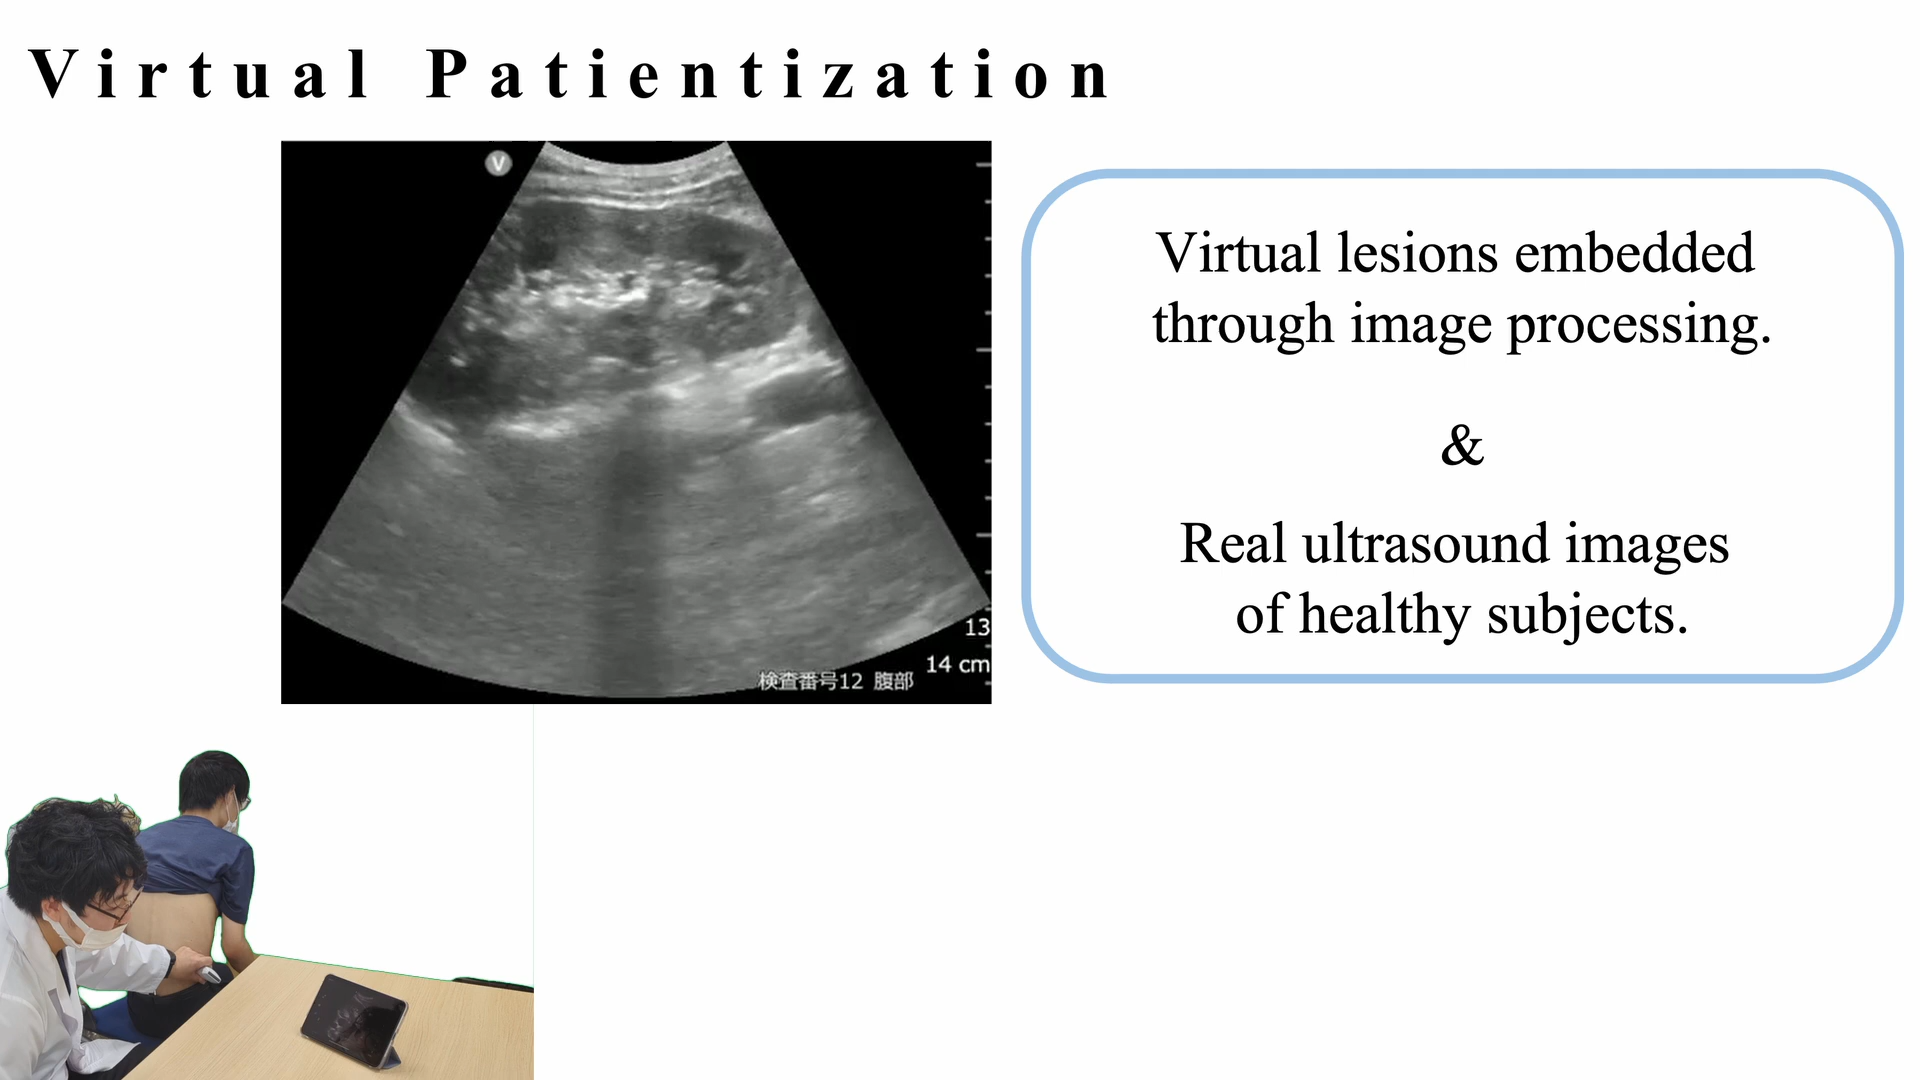 Virtual Patientization
V
Virtual lesions embedded
through image processing.
&
Real ultrasound images
of healthy subjects.
13
14 cm
検査番号12 腹部